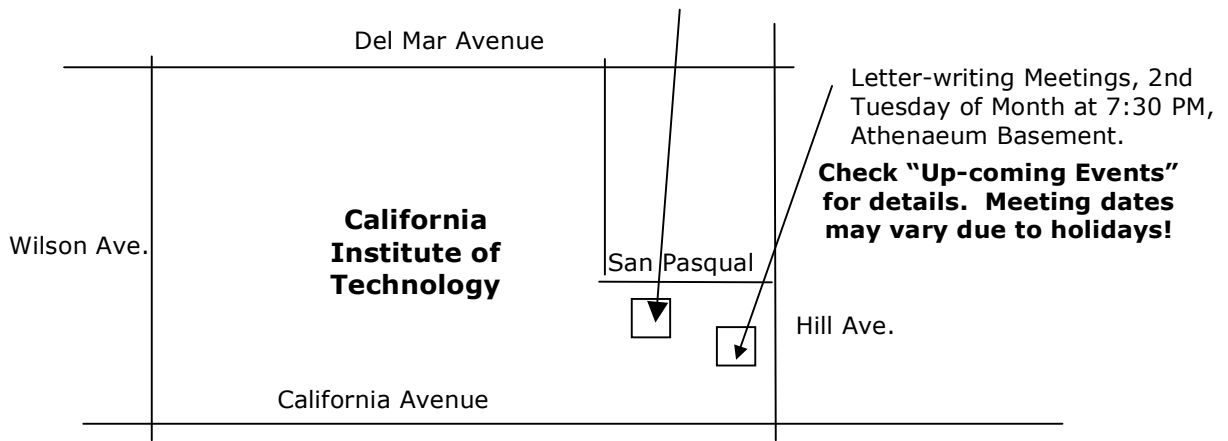 Del Mar Avenue
Letter-writing Meetings, 2nd
Tuesday of Month at 7:30 PM,
Athenaeum Basement.
Check “Up-coming Events”
for details.  Meeting dates
may vary due to holidays!
California
Institute of
Technology
Wilson Ave.
San Pasqual
Hill Ave.
California Avenue